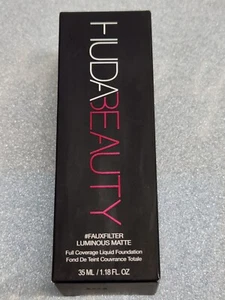 HUDABEAUTY
#FAUXFILTER
LUMINOUS MATTE
Full Coverage Liquid Foundation
Fond De Teint Couvrance Totale
35 ML / 1.18 FL. OZ